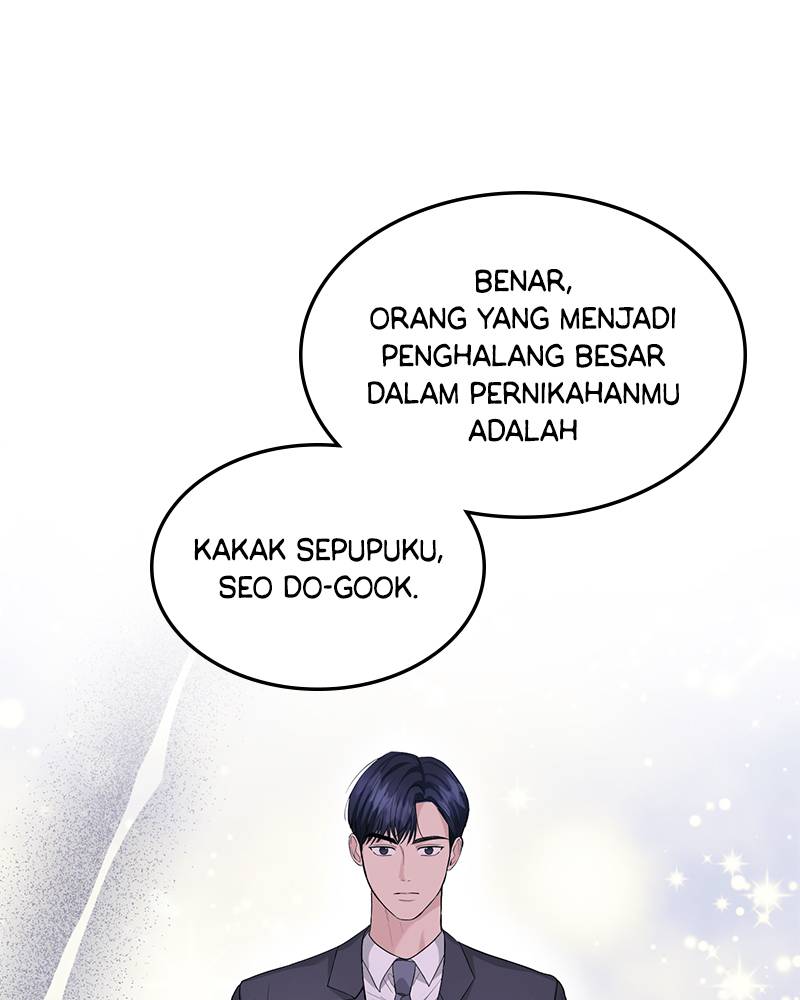 BENAR,
ORANG YANG MENJADI
PENGHALANG BESAR
DALAM PERNIKAHANMU
ADALAH
KAKAK SEPUPUKU,
SEO DO-GOOK.